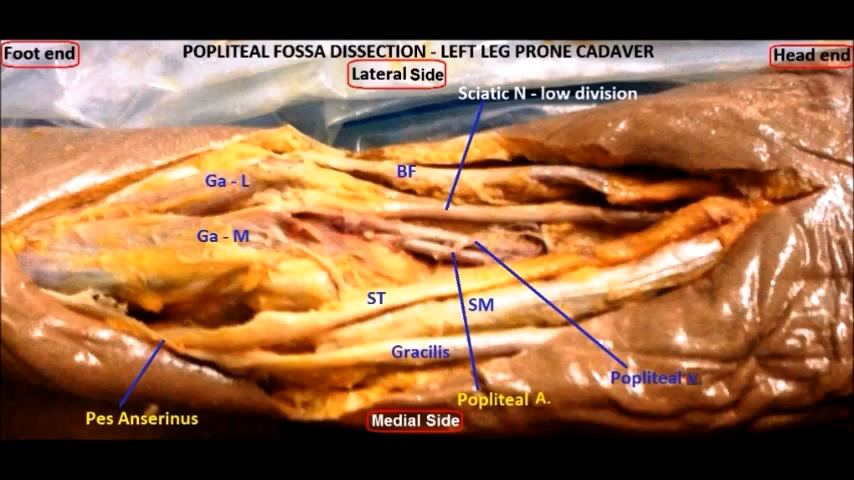 POPLITEAL FOSSA DISSECTION - LEFT LEG PRONE CADAVER
Foot end
Head end
Lateral Side
Sciatic N - low division
BF
Ga - L
Ga - M
ST
SM
Gracilis
Popliteal v.
Popliteal A.
Pes Anserinus
Medial Side